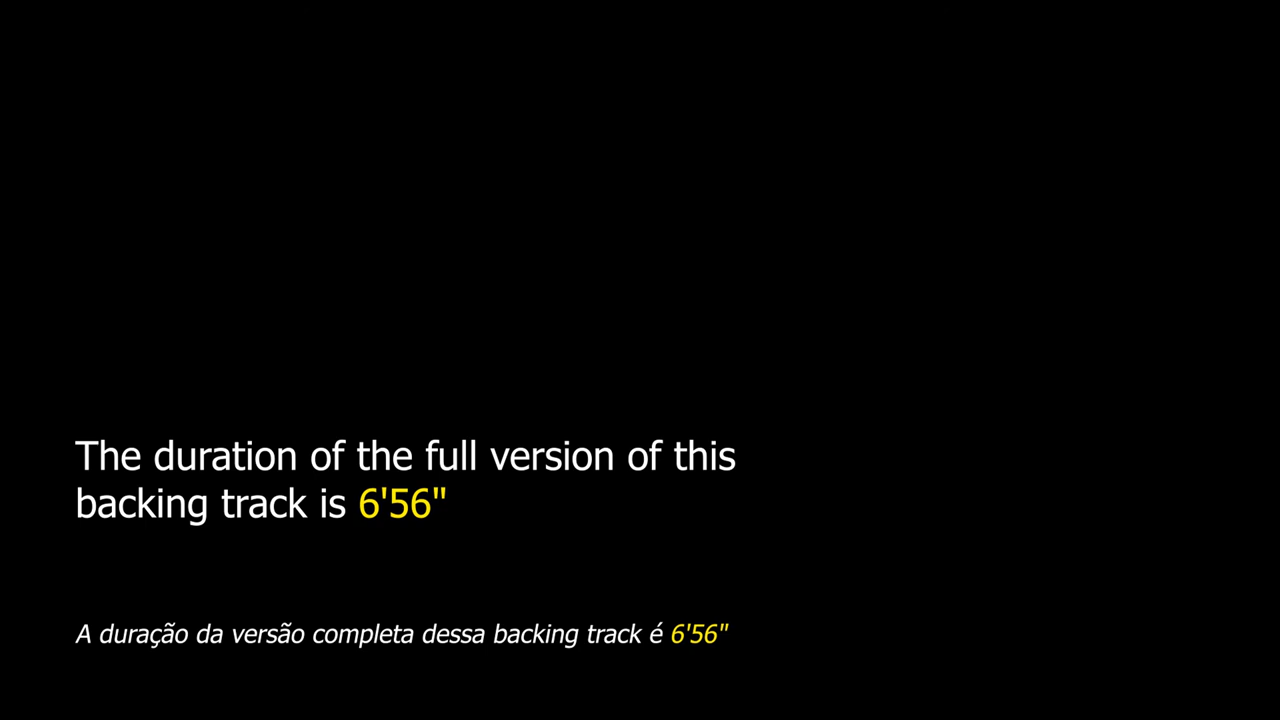 The duration of the full version of this
backing track is 6'56"
A duração da versão completa dessa backing track é 6'56"